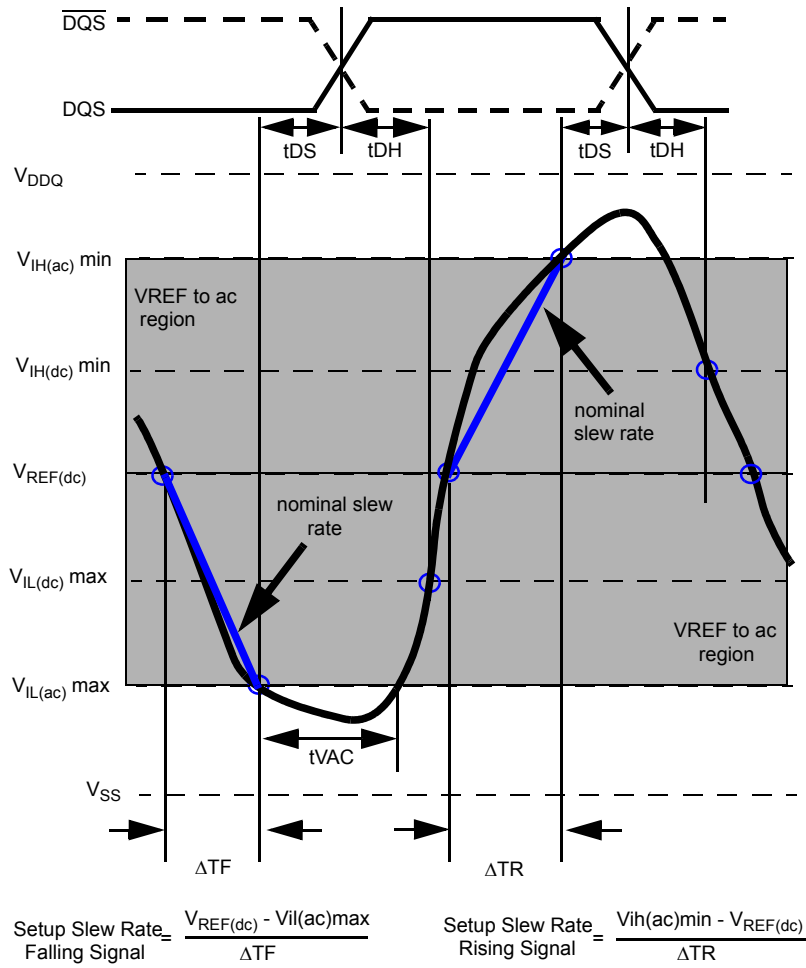 DQS
DQS
tDS tDH tDS tDH
VDDQ
VIH(ac) min
VREF to ac
region
VIH(dc) min
nominal
slew rate
VREF(dc)
nominal slew
rate
VIL(dc) max
VREF to ac
region
VIL(ac) max
tVAC
VSS
ΔTF ΔTR
Setup Slew Rate
Falling Signal
=
VREF(dc) - Vil(ac)max
ΔTF
Setup Slew Rate
Rising Signal
=
Vih(ac)min - VREF(dc)
ΔTR